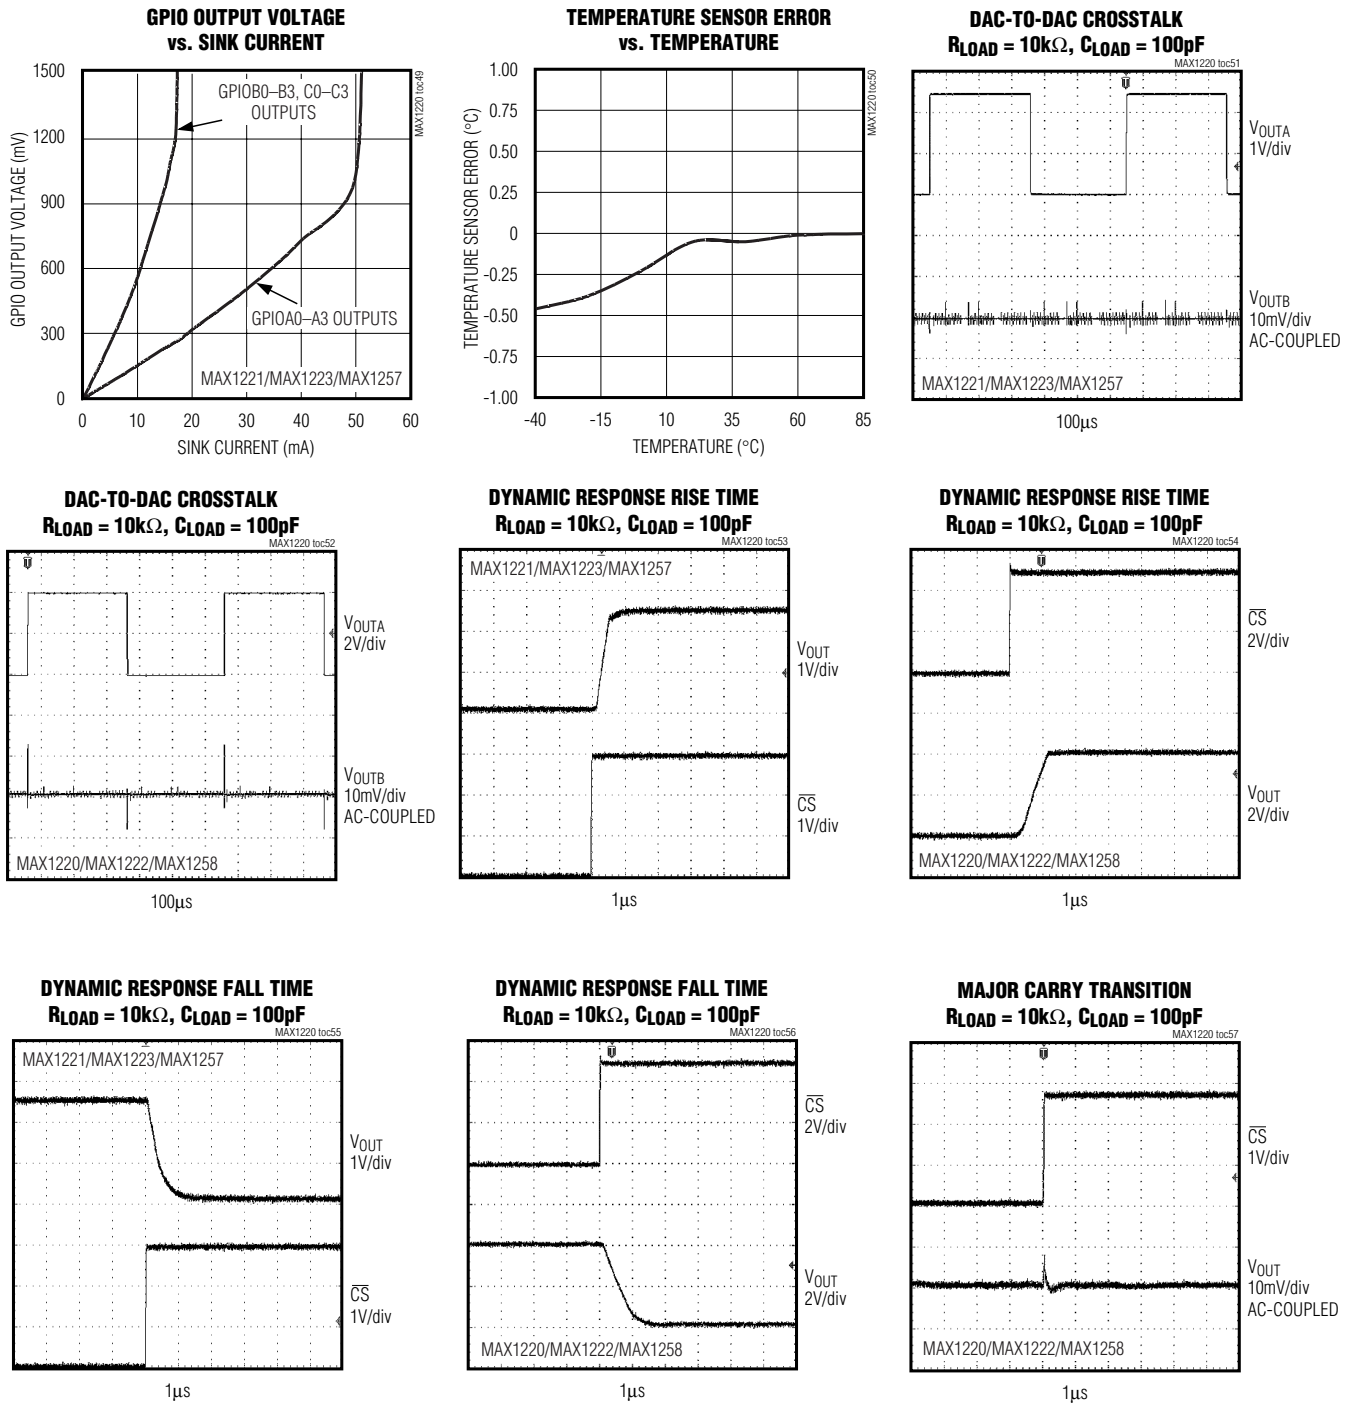 GPIO OUTPUT VOLTAGE
vs. SINK CURRENT
MAX1220 toc49
GPIO OUTPUT VOLTAGE (mV)
1500
1200
900
600
300
0
GPIOB0–B3, C0–C3
OUTPUTS
GPIOA0–A3 OUTPUTS
MAX1221/MAX1223/MAX1257
0 10 20 30 40 50 60
SINK CURRENT (mA)
TEMPERATURE SENSOR ERROR
vs. TEMPERATURE
MAX1220 toc50
TEMPERATURE SENSOR ERROR (°C)
1.00
0.75
0.50
0.25
0
-0.25
-0.50
-0.75
-1.00
-40 -15 10 35 60 85
TEMPERATURE (°C)
DAC-TO-DAC CROSSTALK
RLOAD = 10kΩ, CLOAD = 100pF
MAX1220 toc51
VOUTA
1V/div
VOUTB
10mV/div
AC-COUPLED
MAX1221/MAX1223/MAX1257
100µs
DAC-TO-DAC CROSSTALK
RLOAD = 10kΩ, CLOAD = 100pF
MAX1220 toc52
VOUTA
2V/div
VOUTB
10mV/div
AC-COUPLED
MAX1220/MAX1222/MAX1258
100µs
DYNAMIC RESPONSE RISE TIME
RLOAD = 10kΩ, CLOAD = 100pF
MAX1220 toc53
MAX1221/MAX1223/MAX1257
VOUT
1V/div
CS
1V/div
1µs
DYNAMIC RESPONSE RISE TIME
RLOAD = 10kΩ, CLOAD = 100pF
MAX1220 toc54
CS
2V/div
VOUT
2V/div
MAX1220/MAX1222/MAX1258
1µs
DYNAMIC RESPONSE FALL TIME
RLOAD = 10kΩ, CLOAD = 100pF
MAX1220 toc55
MAX1221/MAX1223/MAX1257
VOUT
1V/div
CS
1V/div
1µs
DYNAMIC RESPONSE FALL TIME
RLOAD = 10kΩ, CLOAD = 100pF
MAX1220 toc56
CS
2V/div
VOUT
2V/div
MAX1220/MAX1222/MAX1258
1µs
MAJOR CARRY TRANSITION
RLOAD = 10kΩ, CLOAD = 100pF
MAX1220 toc57
CS
1V/div
VOUT
10mV/div
AC-COUPLED
MAX1220/MAX1222/MAX1258
1µs